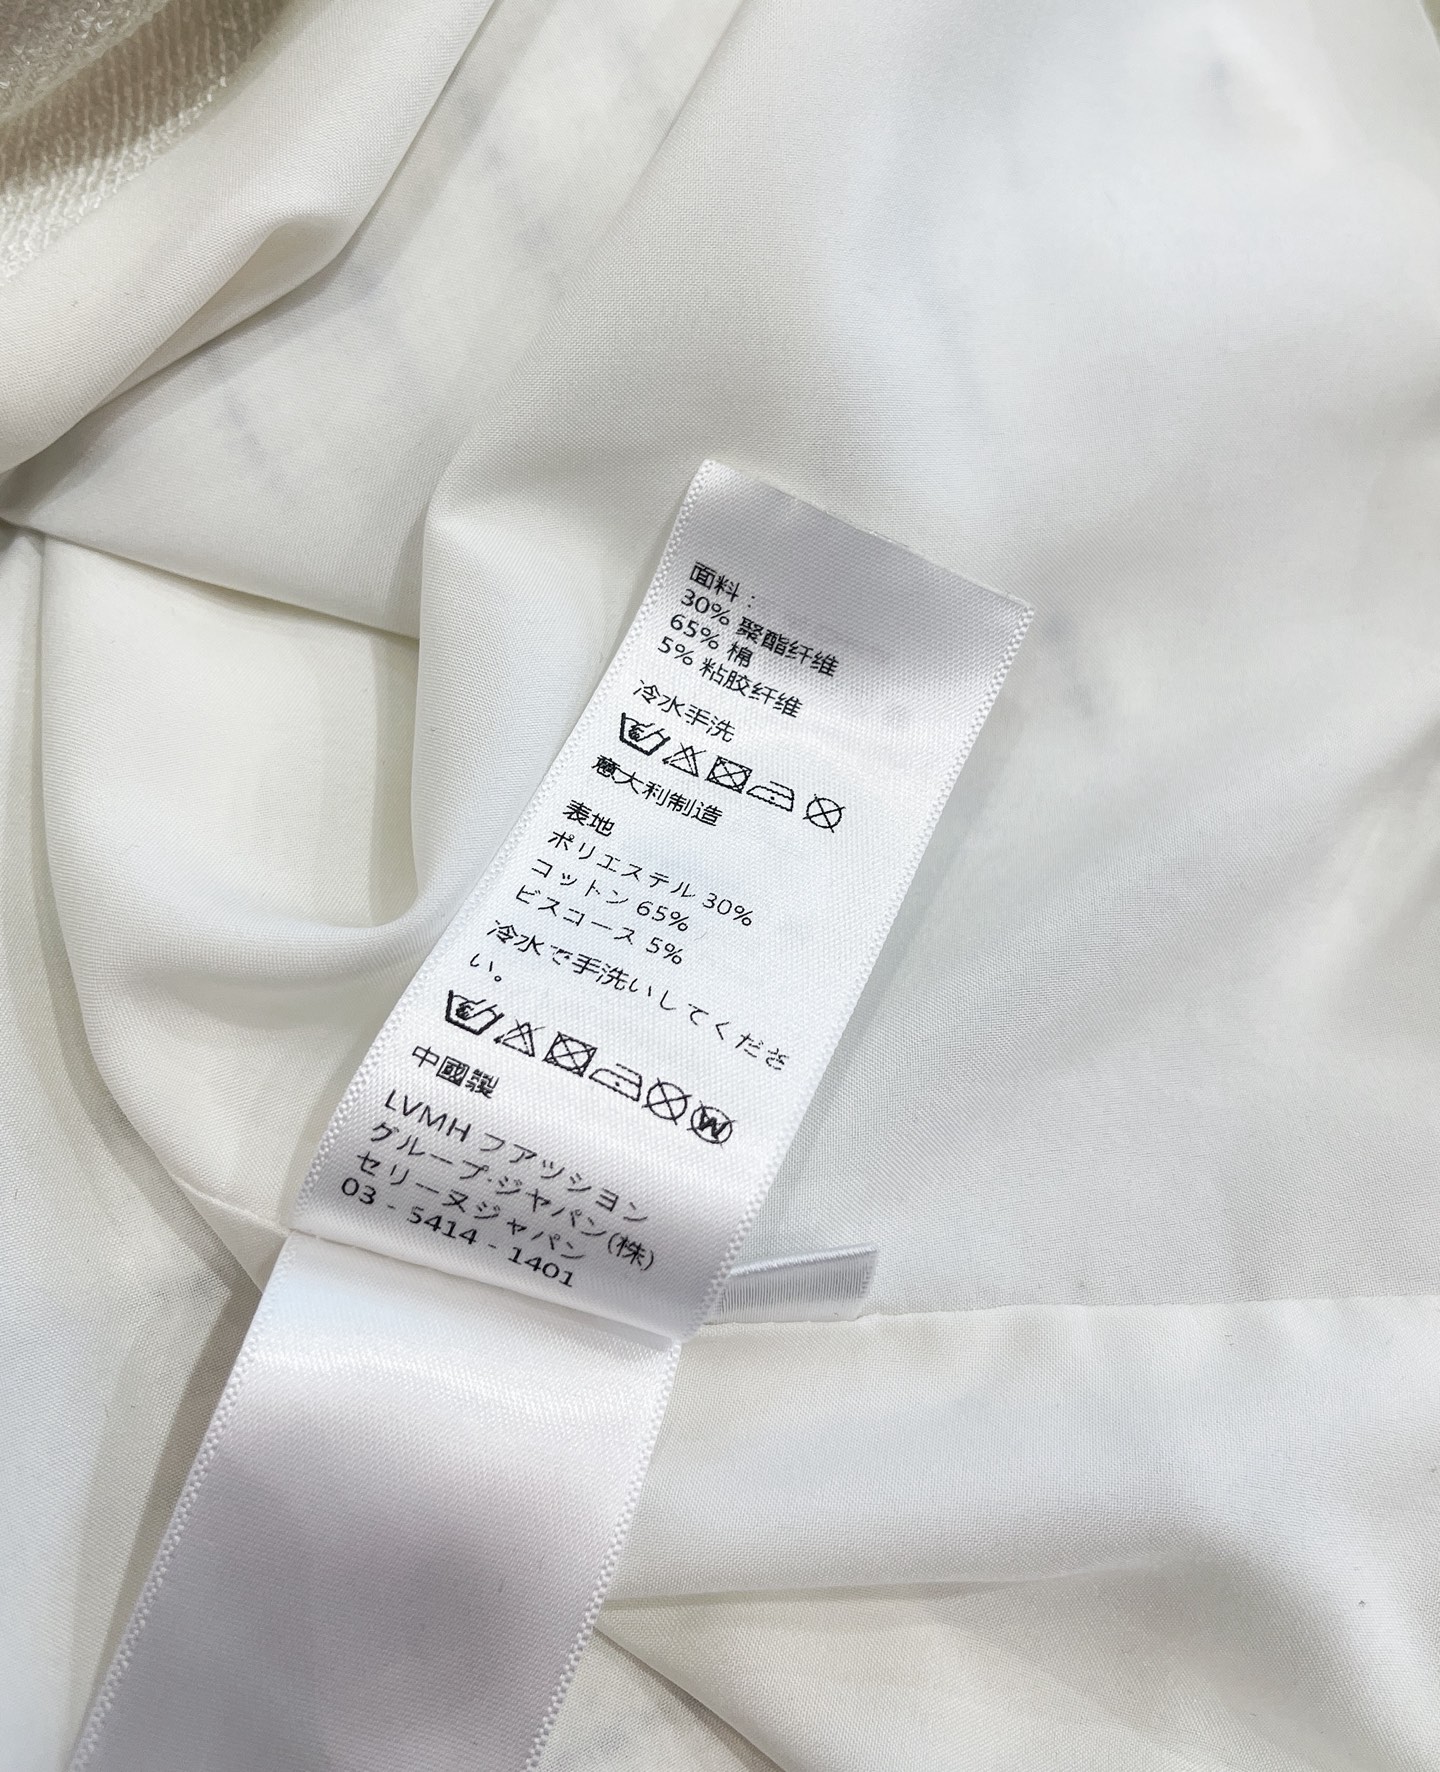 面料：
30% 聚酯纤维
65% 棉
5% 粘胶纤维
冷水手洗
意大利制造
表地
ポリエステル 30%
コットン 65%
ビスコース 5%
冷水で手洗いしてくださ
い。
中國製
LVMH ファッション
グループ·ジャパン(株)
セリーヌジャパン
03 - 5414 - 1401